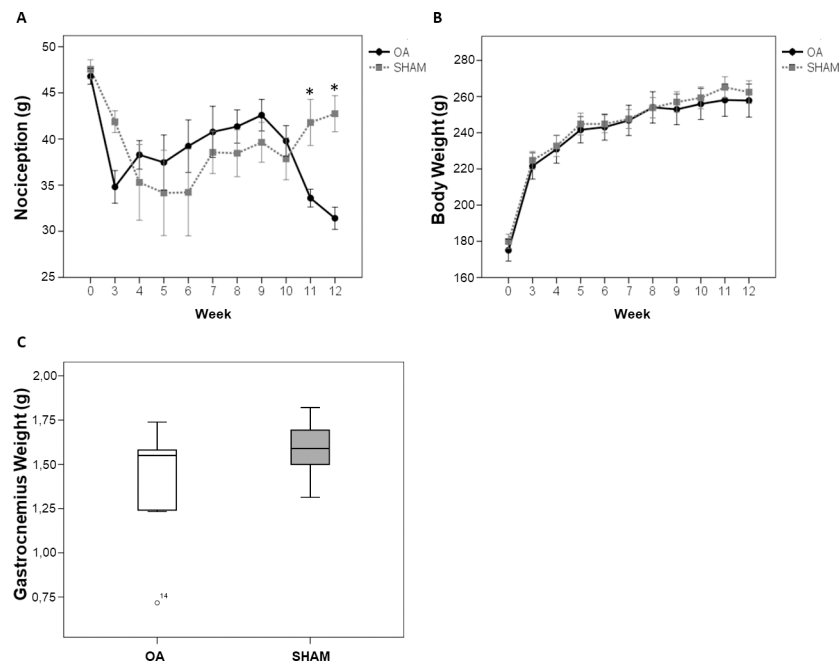 A
OA
SHAM
50
45
40
35
30
25
Nociception (g)
* *
0 3 4 5 6 7 8 9 10 11 12
Week
B
OA
SHAM
260
240
220
200
180
160
Body Weight (g)
0 3 4 5 6 7 8 9 10 11 12
Week
C
2,00
1,75
1,50
1,25
1,00
0,75
Gastrocnemius Weight (g)
14
OA SHAM